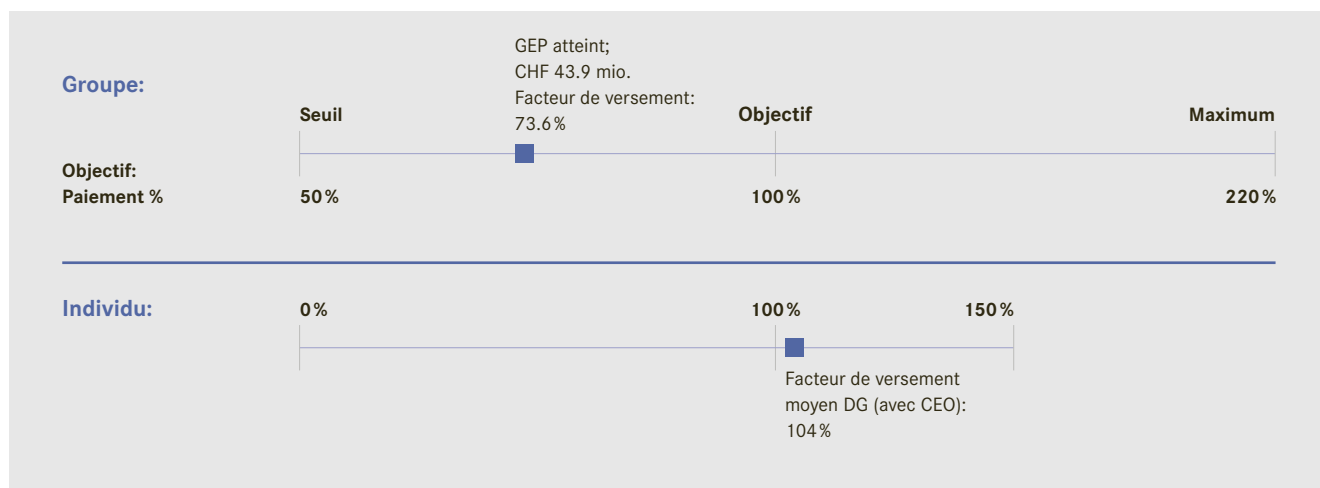 GEP atteint;
CHF 43.9 mio.
Facteur de versement:
73.6 %
Groupe:
Seuil
Objectif
Maximum
Objectif:
Paiement %
50 %
100 %
220 %
Individu:
0 %
100 %
150 %
Facteur de versement
moyen DG (avec CEO):
104 %